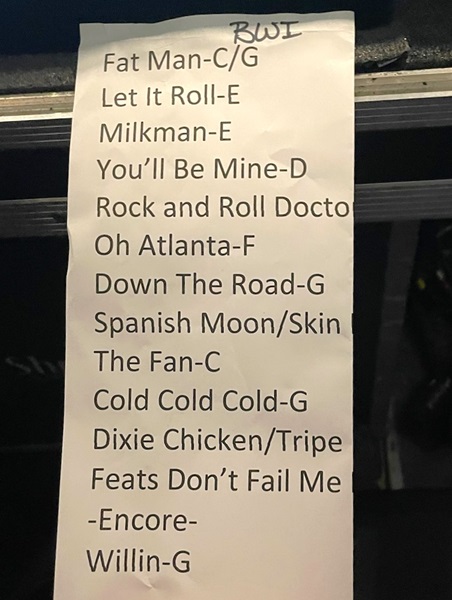 BWI
Fat Man-C/G
Let It Roll-E
Milkman-E
You'll Be Mine-D
Rock and Roll Docto
Oh Atlanta-F
Down The Road-G
Spanish Moon/Skin
The Fan-C
Cold Cold Cold-G
Dixie Chicken/Tripe
Feats Don't Fail Me
-Encore-
Willin-G